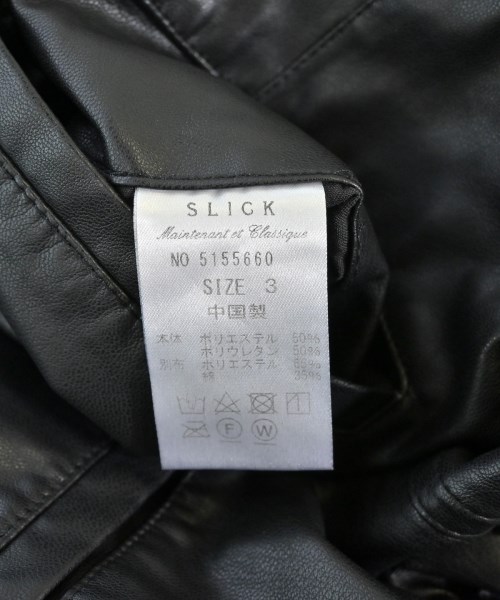 SLICK
Maintenant et Classique
NO 5155660
SIZE 3
中国製
本体 ポリエステル
ポリウレタン 50%
別布 ポリエステル
綿 35%
F
W